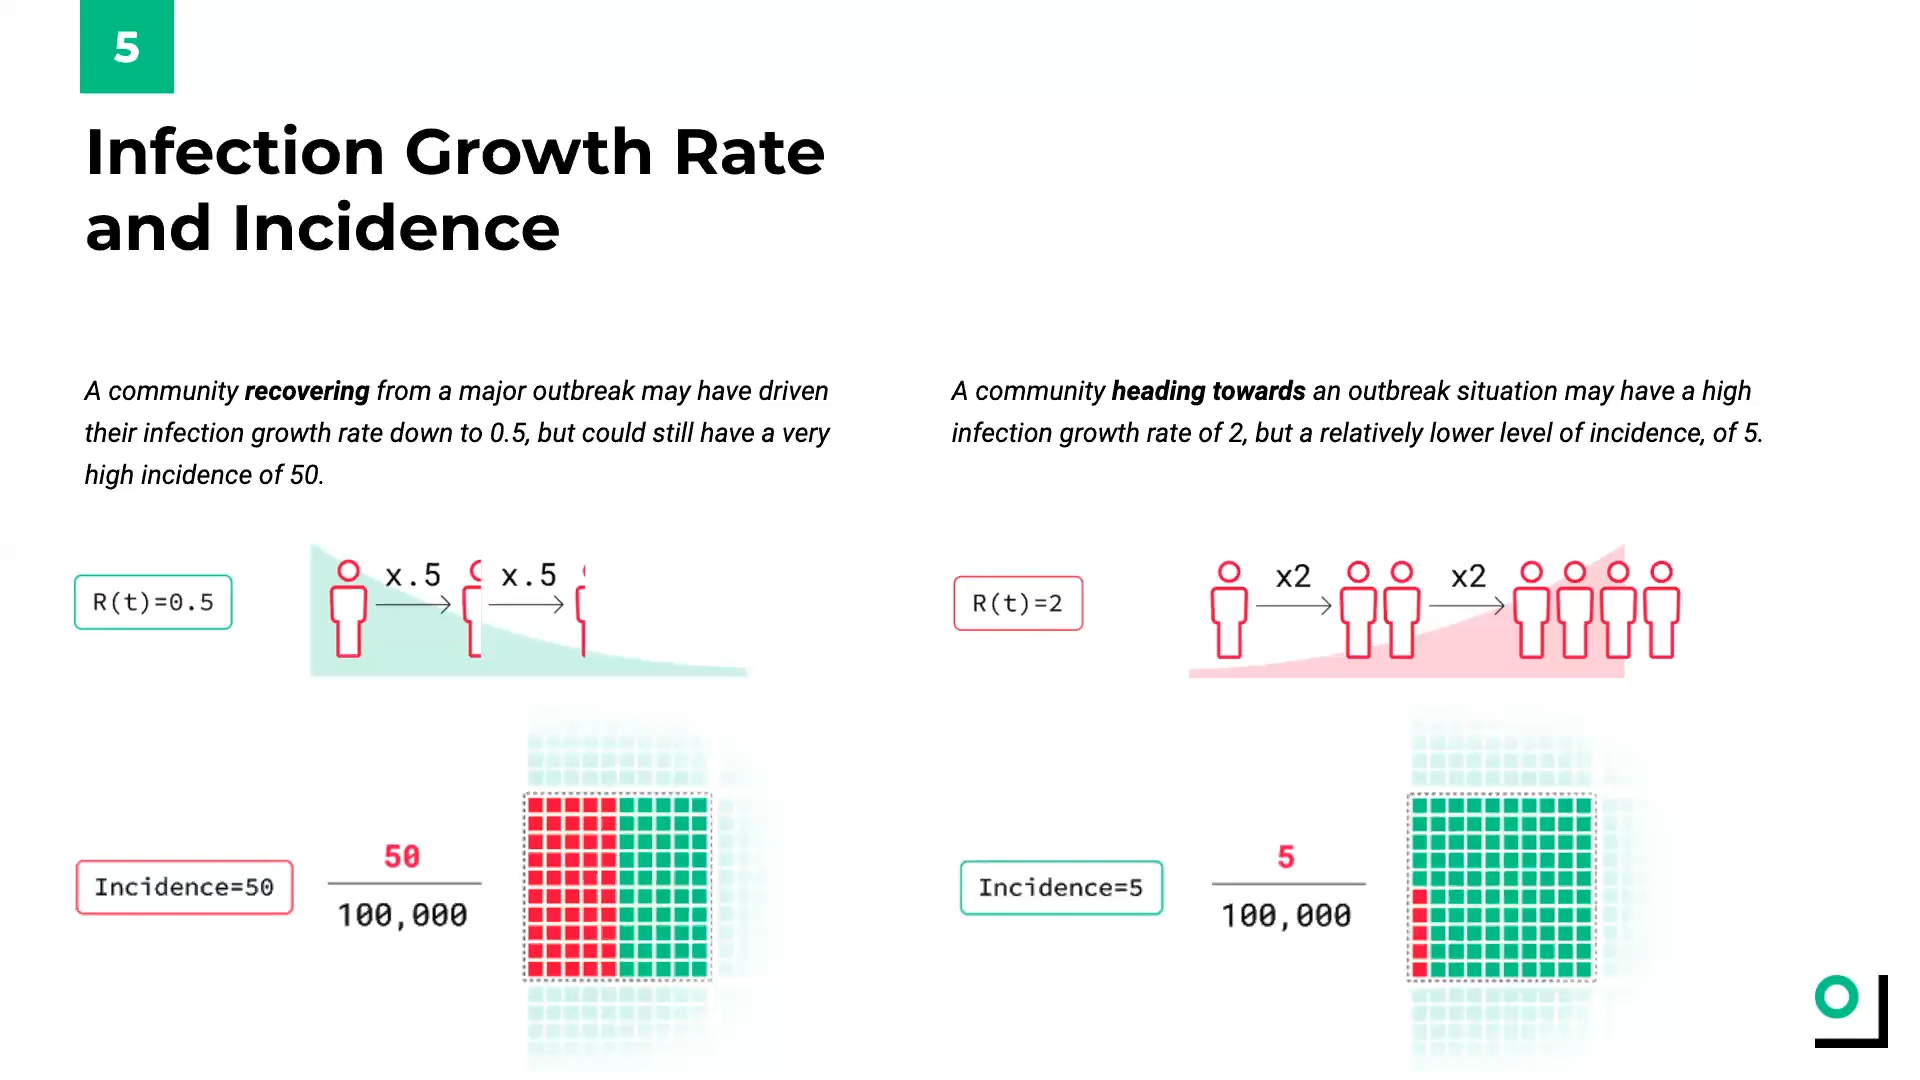 5
Infection Growth Rate
and Incidence
A community recovering from a major outbreak may have driven
their infection growth rate down to 0.5, but could still have a very
high incidence of 50.
R(t)=0.5
x.5
x.5
Incidence=50
50
100,000
A community heading towards an outbreak situation may have a high
infection growth rate of 2, but a relatively lower level of incidence, of 5.
R(t)=2
x2
x2
Incidence=5
5
100,000